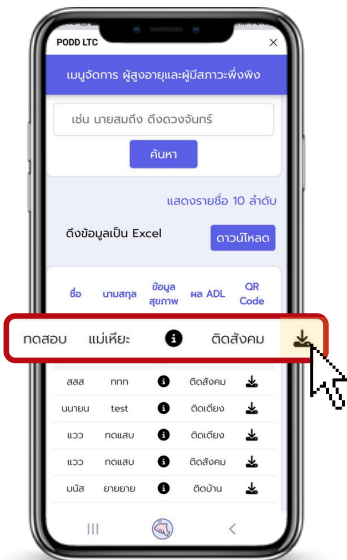 PODD LTC ×
เมนูจัดการ ผู้สูงอายุและผู้มีสภาวะพึ่งพิง
เช่น นายสมถึง ดึงดวงจันทร์
ค้นหา
แสดงรายชื่อ 10 ลำดับ
ดึงข้อมูลเป็น Excel ดาวน์โหลด
ชื่อ นามสกุล ข้อมูลสุขภาพ ผล ADL QR Code
ทดสอบ แม่เหียะ ติดสังคม
สสส ททท ติดสังคม
นนายน test ติดเตียง
แวว ทดแสบ ติดเตียง
แวว ทดแสบ ติดสังคม
มนัส ยายยาย ติดบ้าน